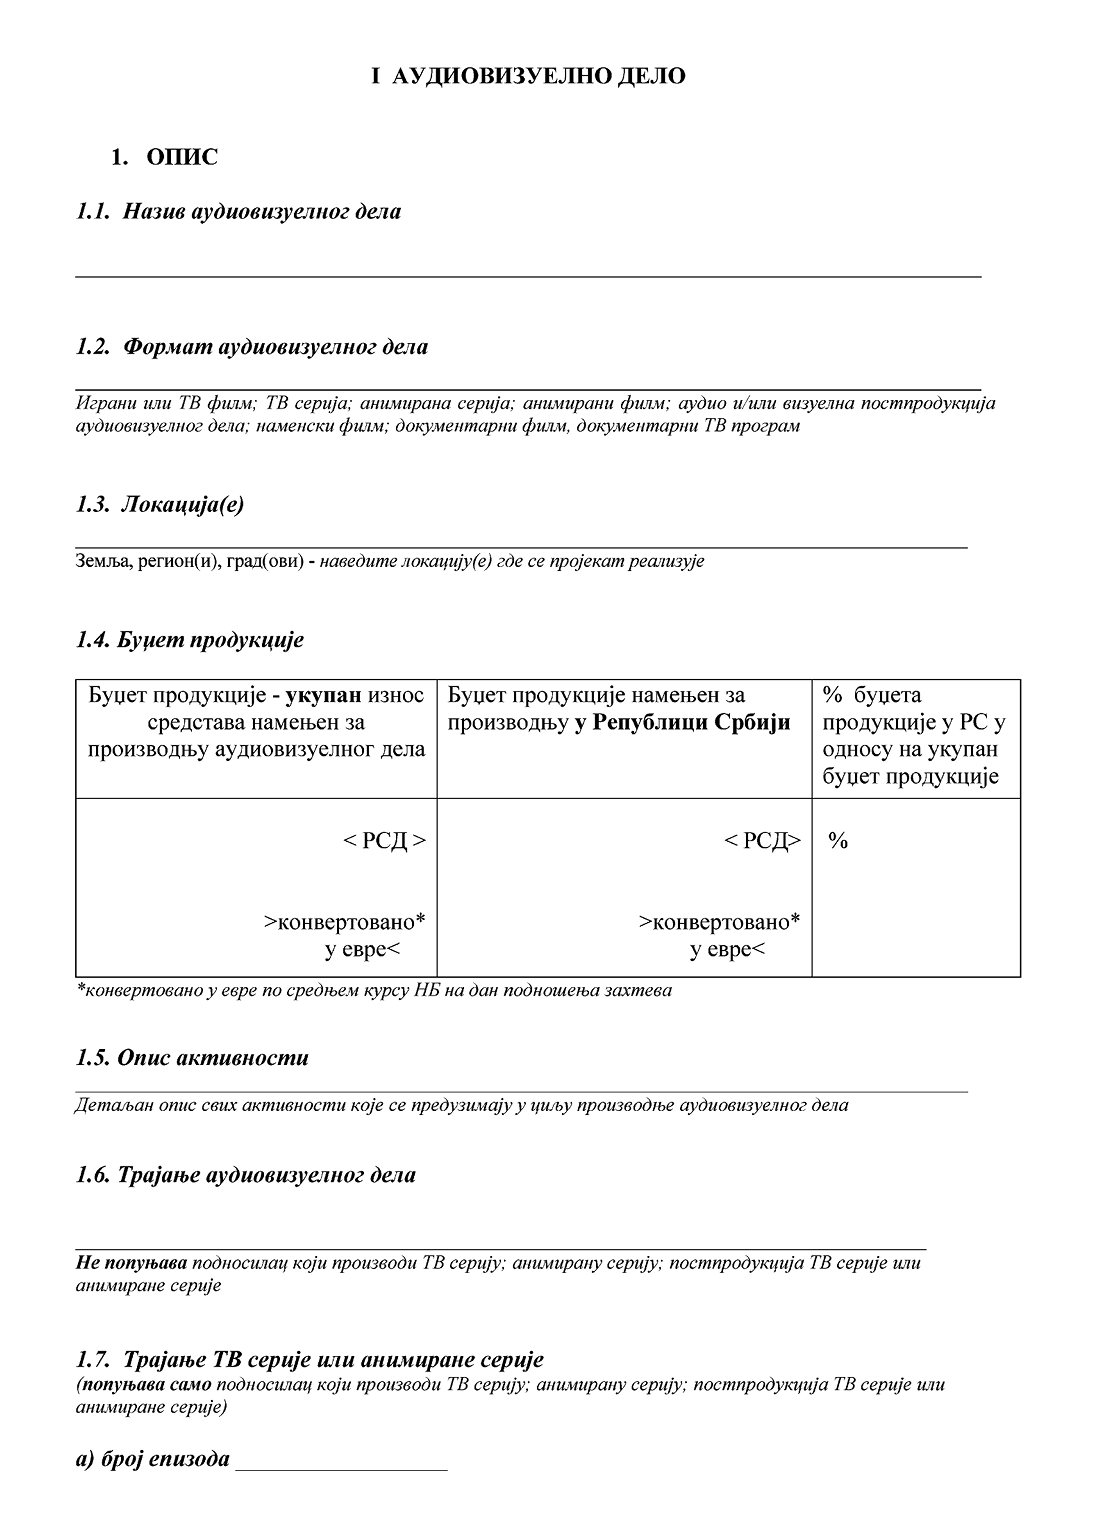 I АУДИОВИЗУЕЛНО ДЕЛО
1. ОПИС
1.1. Назив аудиовизуелног дела
1.2. Формат аудиовизуелног дела
Играни или ТВ филм; ТВ серија; анимирана серија; анимирани филм; аудио и/или визуелна постпродукција
аудиовизуелног дела; наменски филм; документарни филм, документарни ТВ програм
1.3. Локација(е)
Земља, регион(и), град(ови) - наведите локацију(е) где се пројекат реализује
1.4. Буџет продукције
Буџет продукције - укупан износ
средстава намењен за
производњу аудиовизуелног дела
Буџет продукције намењен за
производњу у Републици Србији
% буџета
продукције у РС у
односу на укупан
буџет продукције
< РСД >
>конвертовано*
у евре<
< РСД>
>конвертовано*
у евре<
%
*конвертовано у евре по средњем курсу НБ на дан подношења захтева
1.5. Опис активности
Детаљан опис свих активности које се предузимају у циљу производње аудиовизуелног дела
1.6. Трајање аудиовизуелног дела
Не попуњава подносилац који производи ТВ серију; анимирану серију; постпродукција ТВ серије или
анимиране серије
1.7. Трајање ТВ серије или анимиране серије
(попуњава само подносилац који производи ТВ серију; анимирану серију; постпродукција ТВ серије или
анимиране серије)
а) број епизода ___________________